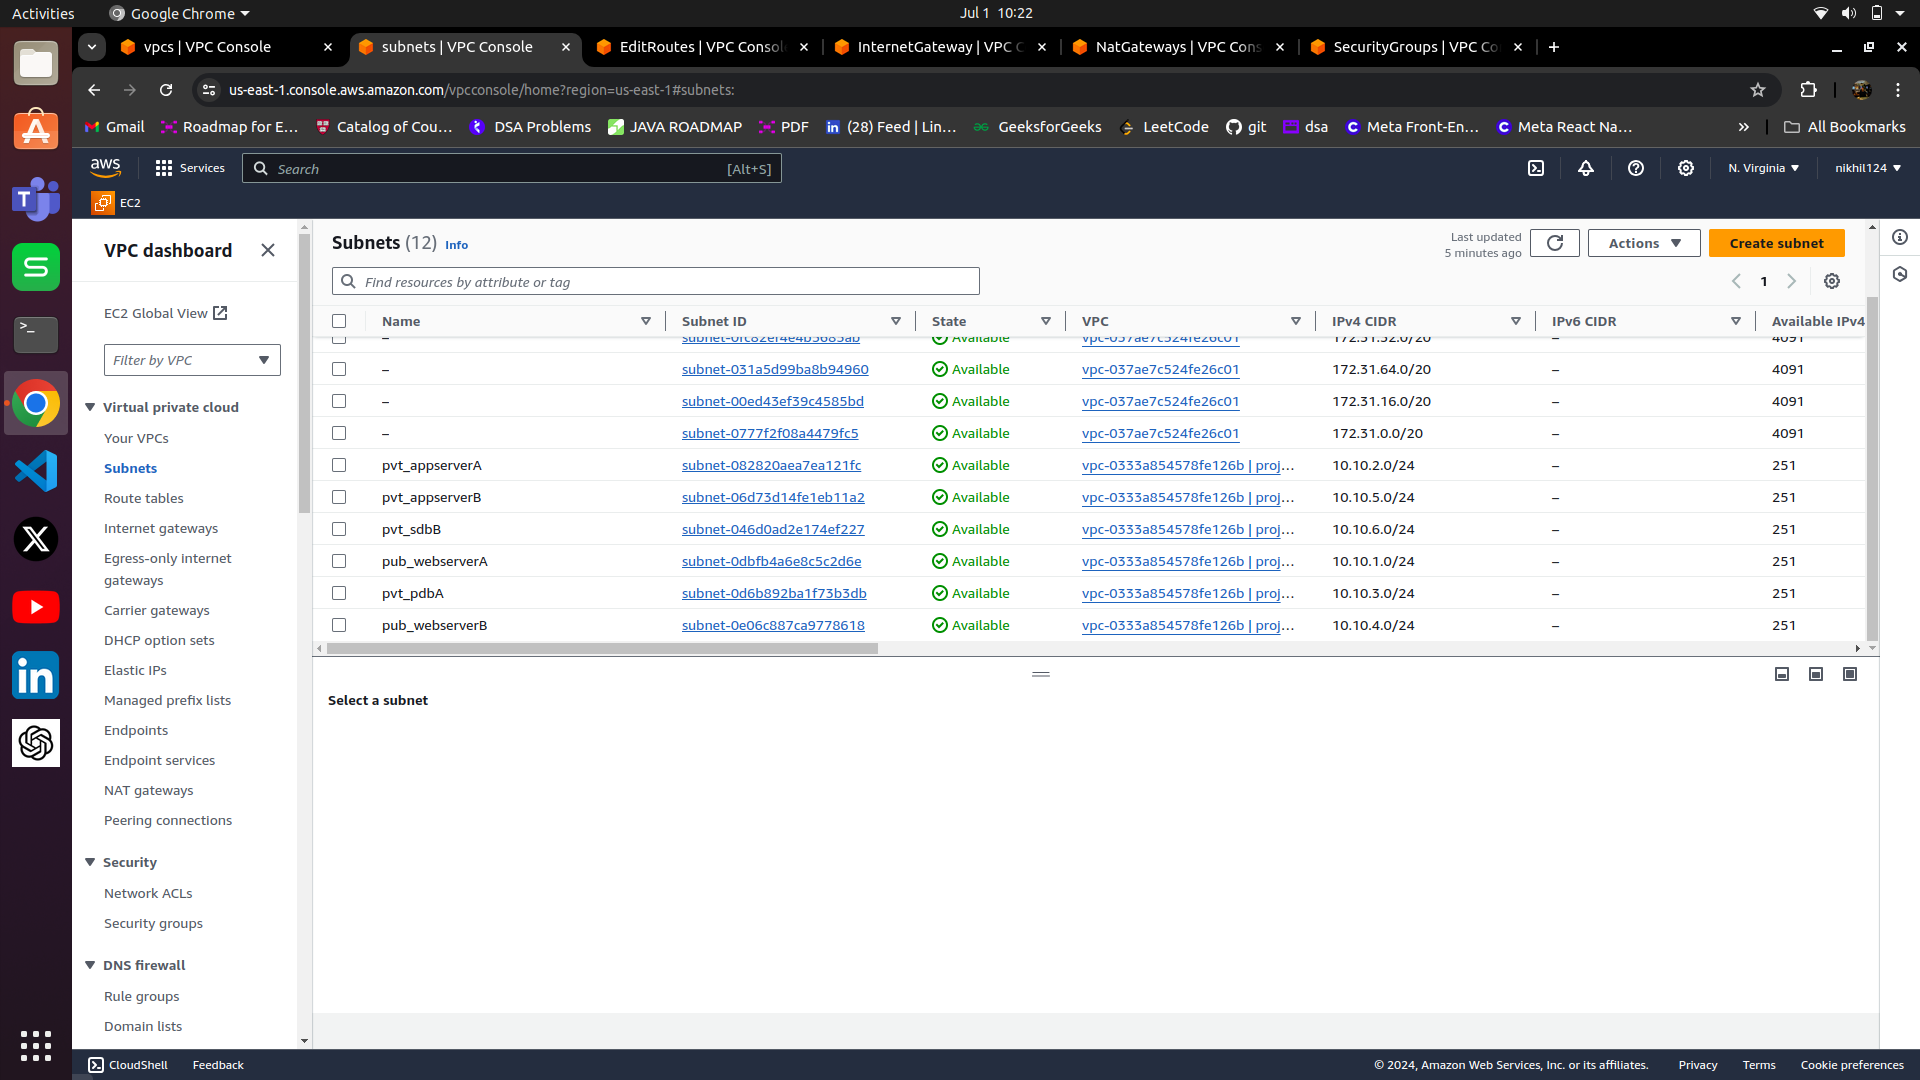 Activities
Google Chrome
Jul 1 10:22
vpcs | VPC Console
subnets | VPC Console
EditRoutes | VPC Consol
InternetGateway | VPC C
NatGateways | VPC Cons
SecurityGroups | VPC Co
us-east-1.console.aws.amazon.com/vpcconsole/home?region=us-east-1#subnets:
Gmail
Roadmap for E...
Catalog of Cou...
DSA Problems
JAVA ROADMAP
PDF
(28) Feed | Lin...
GeeksforGeeks
LeetCode
git
dsa
Meta Front-En...
Meta React Na...
»
All Bookmarks
aws
Services
Search
[Alt+S]
N. Virginia
nikhil124
EC2
VPC dashboard
EC2 Global View
Filter by VPC
Virtual private cloud
Your VPCs
Subnets
Route tables
Internet gateways
Egress-only internet
gateways
Carrier gateways
DHCP option sets
Elastic IPs
Managed prefix lists
Endpoints
Endpoint services
NAT gateways
Peering connections
Security
Network ACLs
Security groups
DNS firewall
Rule groups
Domain lists
Subnets (12) Info
Last updated
5 minutes ago
Actions
Create subnet
Find resources by attribute or tag
1
Name Subnet ID State VPC IPv4 CIDR IPv6 CIDR Available IPv4
– Available vpc-037ae7c524fe26c01 – 4091
– subnet-031a5d99ba8b94960 Available vpc-037ae7c524fe26c01 172.31.64.0/20 – 4091
– subnet-00ed43ef39c4585bd Available vpc-037ae7c524fe26c01 172.31.16.0/20 – 4091
– subnet-0777f2f08a4479fc5 Available vpc-037ae7c524fe26c01 172.31.0.0/20 – 4091
pvt_appserverA subnet-082820aea7ea121fc Available vpc-0333a854578fe126b | proj... 10.10.2.0/24 – 251
pvt_appserverB subnet-06d73d14fe1eb11a2 Available vpc-0333a854578fe126b | proj... 10.10.5.0/24 – 251
pvt_sdbB subnet-046d0ad2e174ef227 Available vpc-0333a854578fe126b | proj... 10.10.6.0/24 – 251
pub_webserverA subnet-0dbfb4a6e8c5c2d6e Available vpc-0333a854578fe126b | proj... 10.10.1.0/24 – 251
pvt_pdbA subnet-0d6b892ba1f73b3db Available vpc-0333a854578fe126b | proj... 10.10.3.0/24 – 251
pub_webserverB subnet-0e06c887ca9778618 Available vpc-0333a854578fe126b | proj... 10.10.4.0/24 – 251
Select a subnet
CloudShell
Feedback
© 2024, Amazon Web Services, Inc. or its affiliates.
Privacy
Terms
Cookie preferences